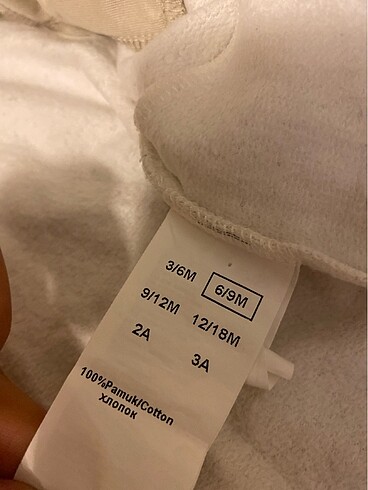 3/6M 6/9M
9/12M 12/18M
2A 3A
100%Pamuk/Cotton
ХЛОПОК